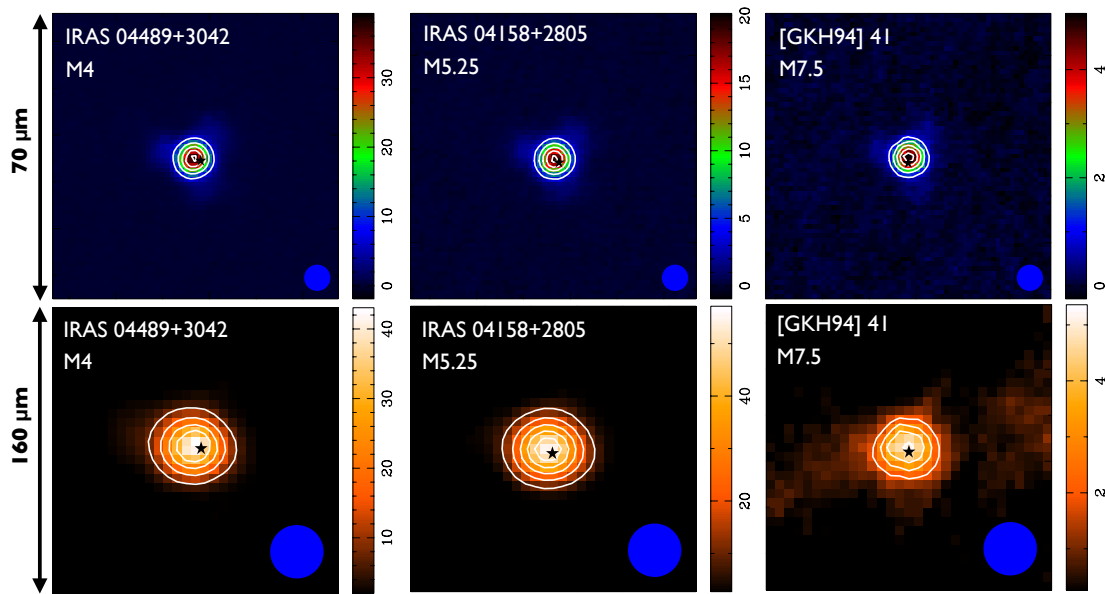 70 µm
IRAS 04489+3042
M4
0 10 20 30
IRAS 04158+2805
M5.25
0 5 10 15 20
[GKH94] 41
M7.5
0 2 4
160 µm
IRAS 04489+3042
M4
10 20 30 40
IRAS 04158+2805
M5.25
20 40
[GKH94] 41
M7.5
2 4